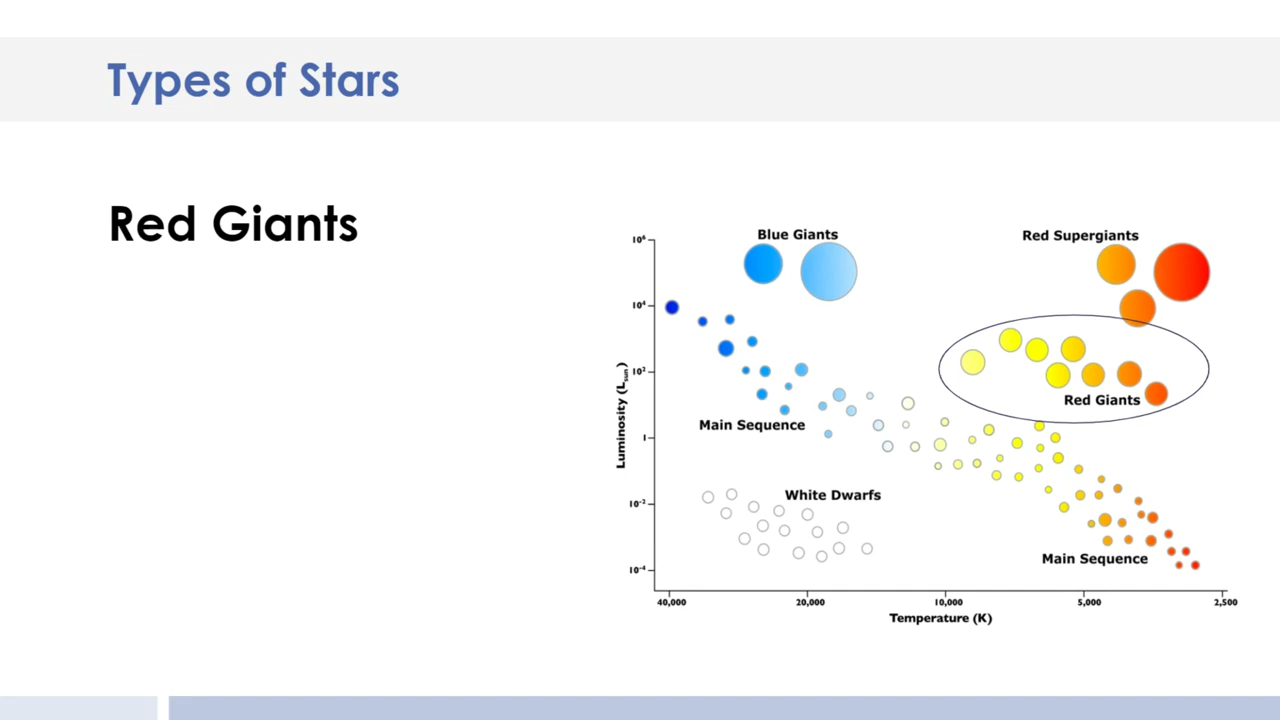 Types of Stars
Red Giants
Blue Giants
Red Supergiants
Red Giants
Main Sequence
White Dwarfs
Main Sequence
Luminosity (Lsun)
10⁶
10⁴
10²
1
10⁻²
10⁻⁴
40,000 20,000 10,000 5,000 2,500
Temperature (K)